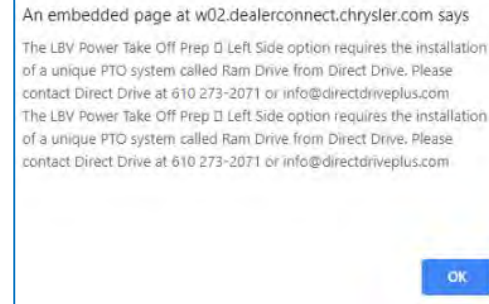 An embedded page at w02.dealerconnect.chrysler.com says
The LBV Power Take Off Prep □ Left Side option requires the installation
of a unique PTO system called Ram Drive from Direct Drive. Please
contact Direct Drive at 610 273-2071 or info@directdriveplus.com
The LBV Power Take Off Prep □ Left Side option requires the installation
of a unique PTO system called Ram Drive from Direct Drive. Please
contact Direct Drive at 610 273-2071 or info@directdriveplus.com
OK